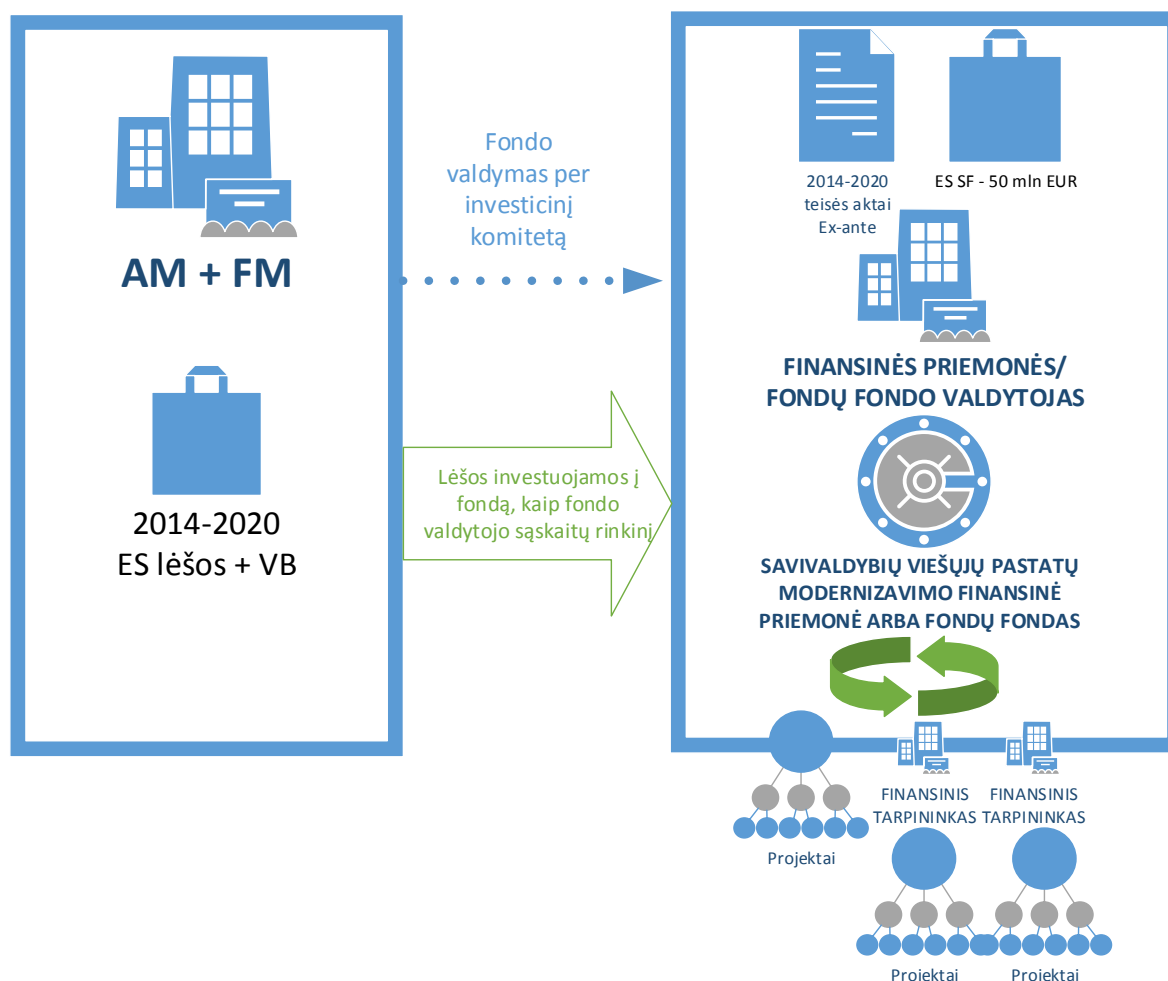 AM + FM
2014-2020
ES lėšos + VB
Fondo
valdymas per
investicinį
komitetą
Lėšos investuojamos į
fondą, kaip fondo
valdytojo sąskaitų rinkinį
2014-2020
teisės aktai
Ex-ante
ES SF - 50 mln EUR
FINANSINĖS PRIEMONĖS/
FONDŲ FONDO VALDYTOJAS
SAVIVALDYBIŲ VIEŠŲJŲ PASTATŲ
MODERNIZAVIMO FINANSINĖ
PRIEMONĖ ARBA FONDŲ FONDAS
Projektai
FINANSINIS
TARPININKAS
FINANSINIS
TARPININKAS
Projektai
Projektai